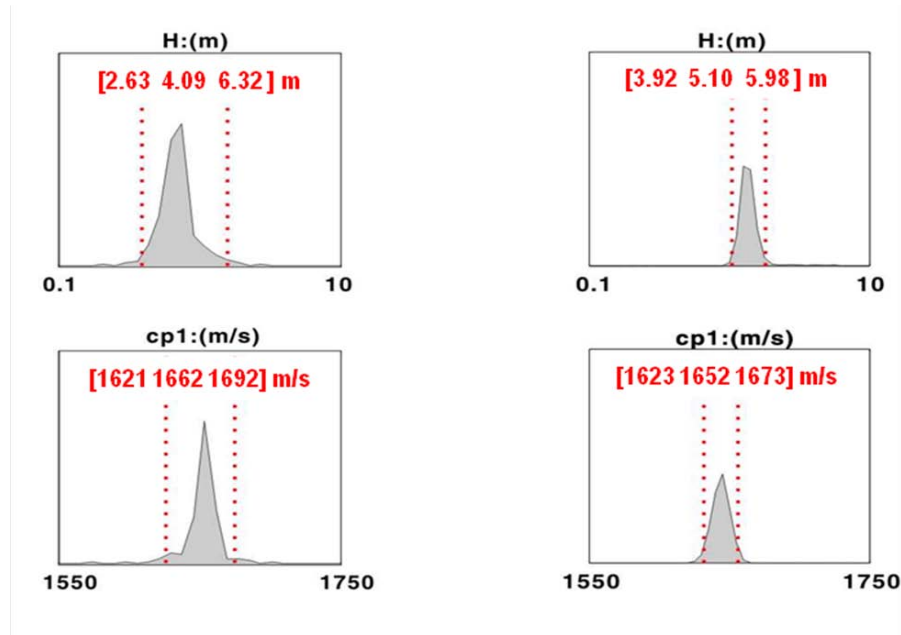 H:(m)
[2.63 4.09 6.32] m
0.1 10
H:(m)
[3.92 5.10 5.98] m
0.1 10
cp1:(m/s)
[1621 1662 1692] m/s
1550 1750
cp1:(m/s)
[1623 1652 1673] m/s
1550 1750